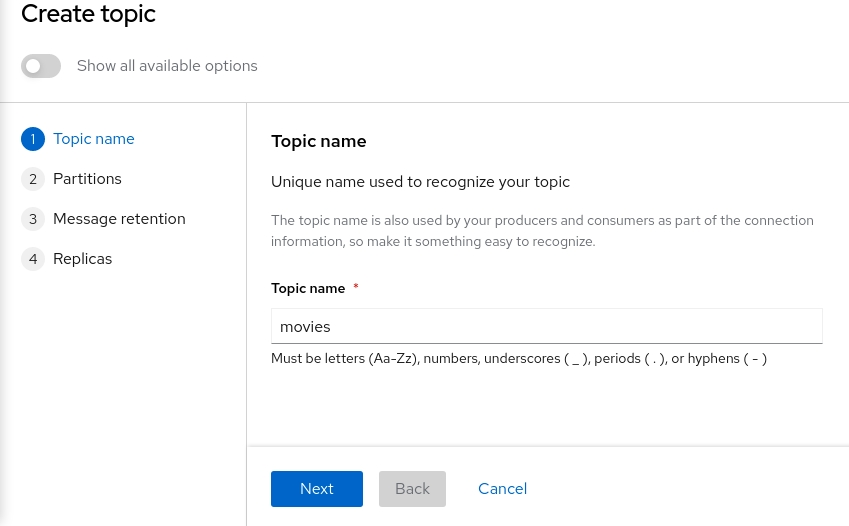 Create topic
Show all available options
1 Topic name
2 Partitions
3 Message retention
4 Replicas
Topic name
Unique name used to recognize your topic
The topic name is also used by your producers and consumers as part of the connection
information, so make it something easy to recognize.
Topic name *
movies
Must be letters (Aa-Zz), numbers, underscores ( _ ), periods ( . ), or hyphens ( - )
Next Back Cancel